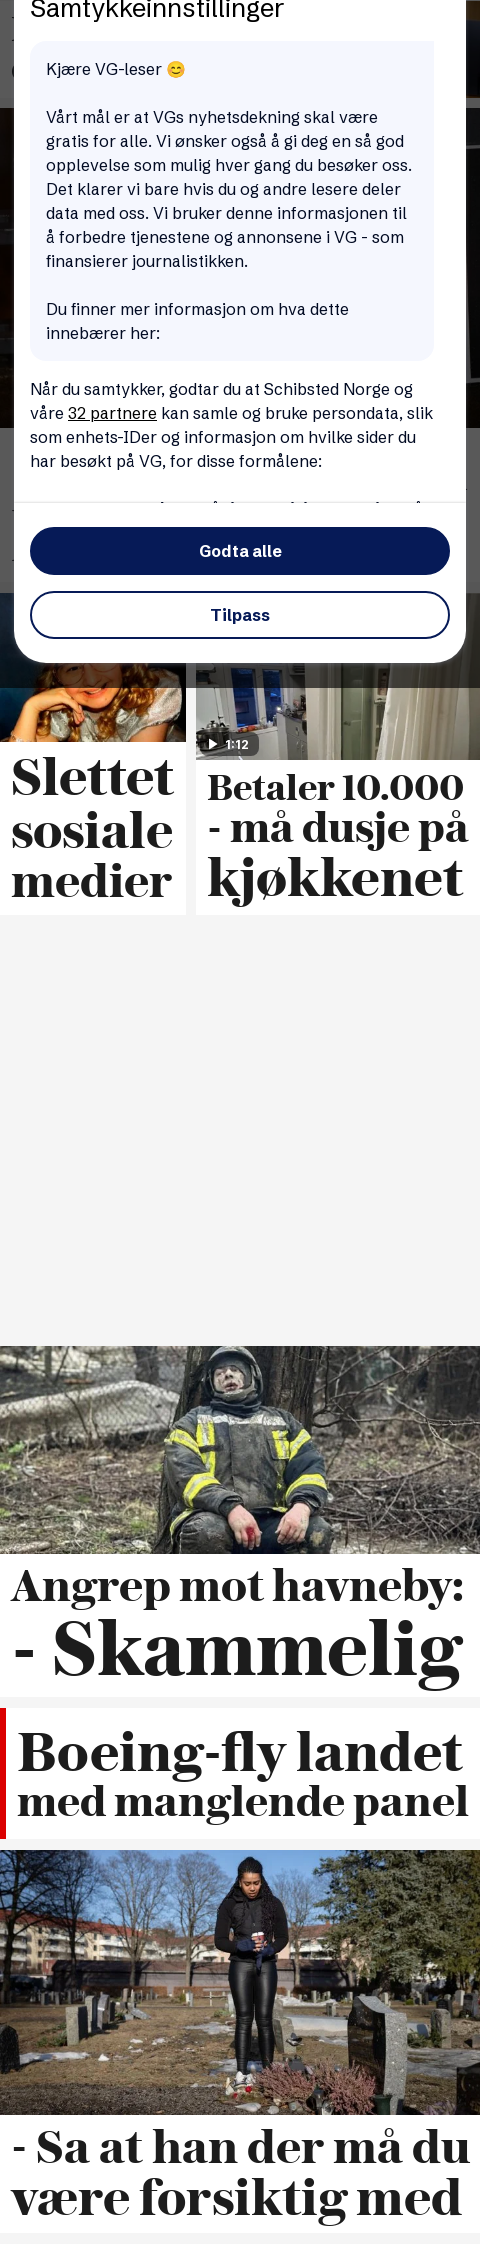 Samtykkeinnstillinger
Kjære VG-leser 😊
Vårt mål er at VGs nyhetsdekning skal være
gratis for alle. Vi ønsker også å gi deg en så god
opplevelse som mulig hver gang du besøker oss.
Det klarer vi bare hvis du og andre lesere deler
data med oss. Vi bruker denne informasjonen til
å forbedre tjenestene og annonsene i VG - som
finansierer journalistikken.
Du finner mer informasjon om hva dette
innebærer her:
Når du samtykker, godtar du at Schibsted Norge og
våre 32 partnere kan samle og bruke persondata, slik
som enhets-IDer og informasjon om hvilke sider du
har besøkt på VG, for disse formålene:
Godta alle
Tilpass
1:12
Slettet
sosiale
medier
Betaler 10.000
- må dusje på
kjøkkenet
Angrep mot havneby:
- Skammelig
Boeing-fly landet
med manglende panel
- Sa at han der må du
være forsiktig med